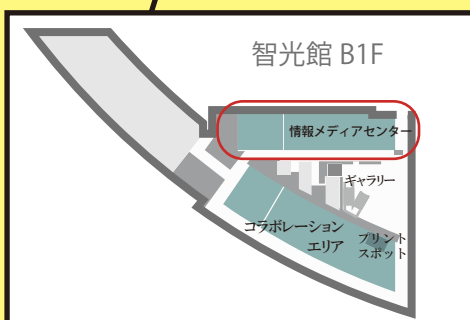 智光館 B1F
情報メディアセンター
ギャラリー
コラボレーション
エリア
プリント
スポット